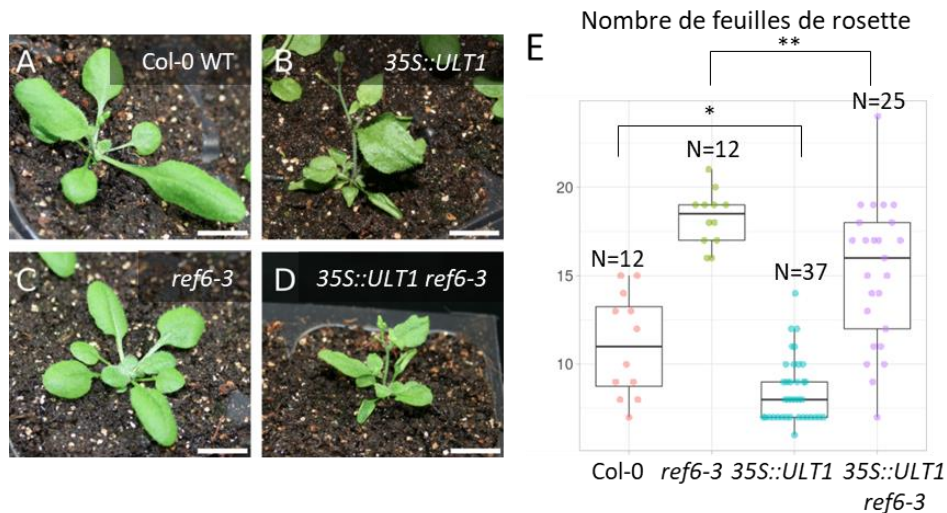 Nombre de feuilles de rosette
A
Col-0 WT
B
35S::ULT1
C
ref6-3
D
35S::ULT1 ref6-3
E
**
N=25
*
N=12
N=12
N=37
20
15
10
Col-0
ref6-3
35S::ULT1
35S::ULT1
ref6-3